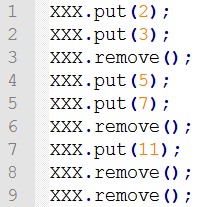 1 XXX.put(2);
2 XXX.put(3);
3 XXX.remove();
4 XXX.put(5);
5 XXX.put(7);
6 XXX.remove();
7 XXX.put(11);
8 XXX.remove();
9 XXX.remove();